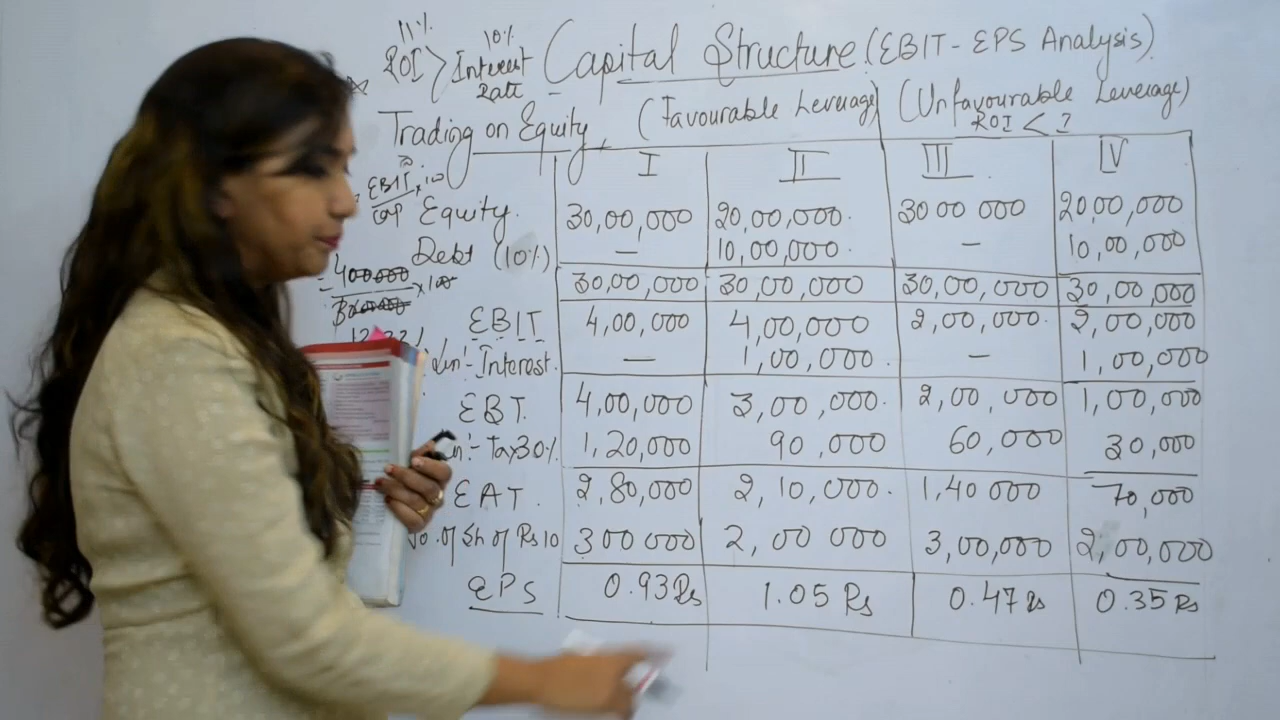 11% 10%
ROI > Interest Rate Capital Structure (EBIT - EPS Analysis)
Trading on Equity, (Favourable Leverage) (Unfavourable Leverage)
ROI < I
I II III IV
EBIT × 100
Equity. 30,00,000 20,00,000. 30 00 000 20,00,000
Debt (10%) — 10,00,000. — 10,00,000
400000 × 100
30,00,000 30,00,000 30,00,000 30,00,000
EBIT 4,00,000 4,00,000 2,00,000. 2,00,000
Interest. — 1,00,000. — 1,00,000
EBT. 4,00,000 3,00,000. 2,00,000 1,00,000
Tax 30% 1,20,000 90,000 60,000 30,000
EAT. 2,80,000 2,10,000. 1,40 000 70,000
of Sh of Rs 10 300 000 2,00 000 3,00,000 2,00,000
EPS 0.93 Rs 1.05 Rs 0.47 Rs 0.35 Rs